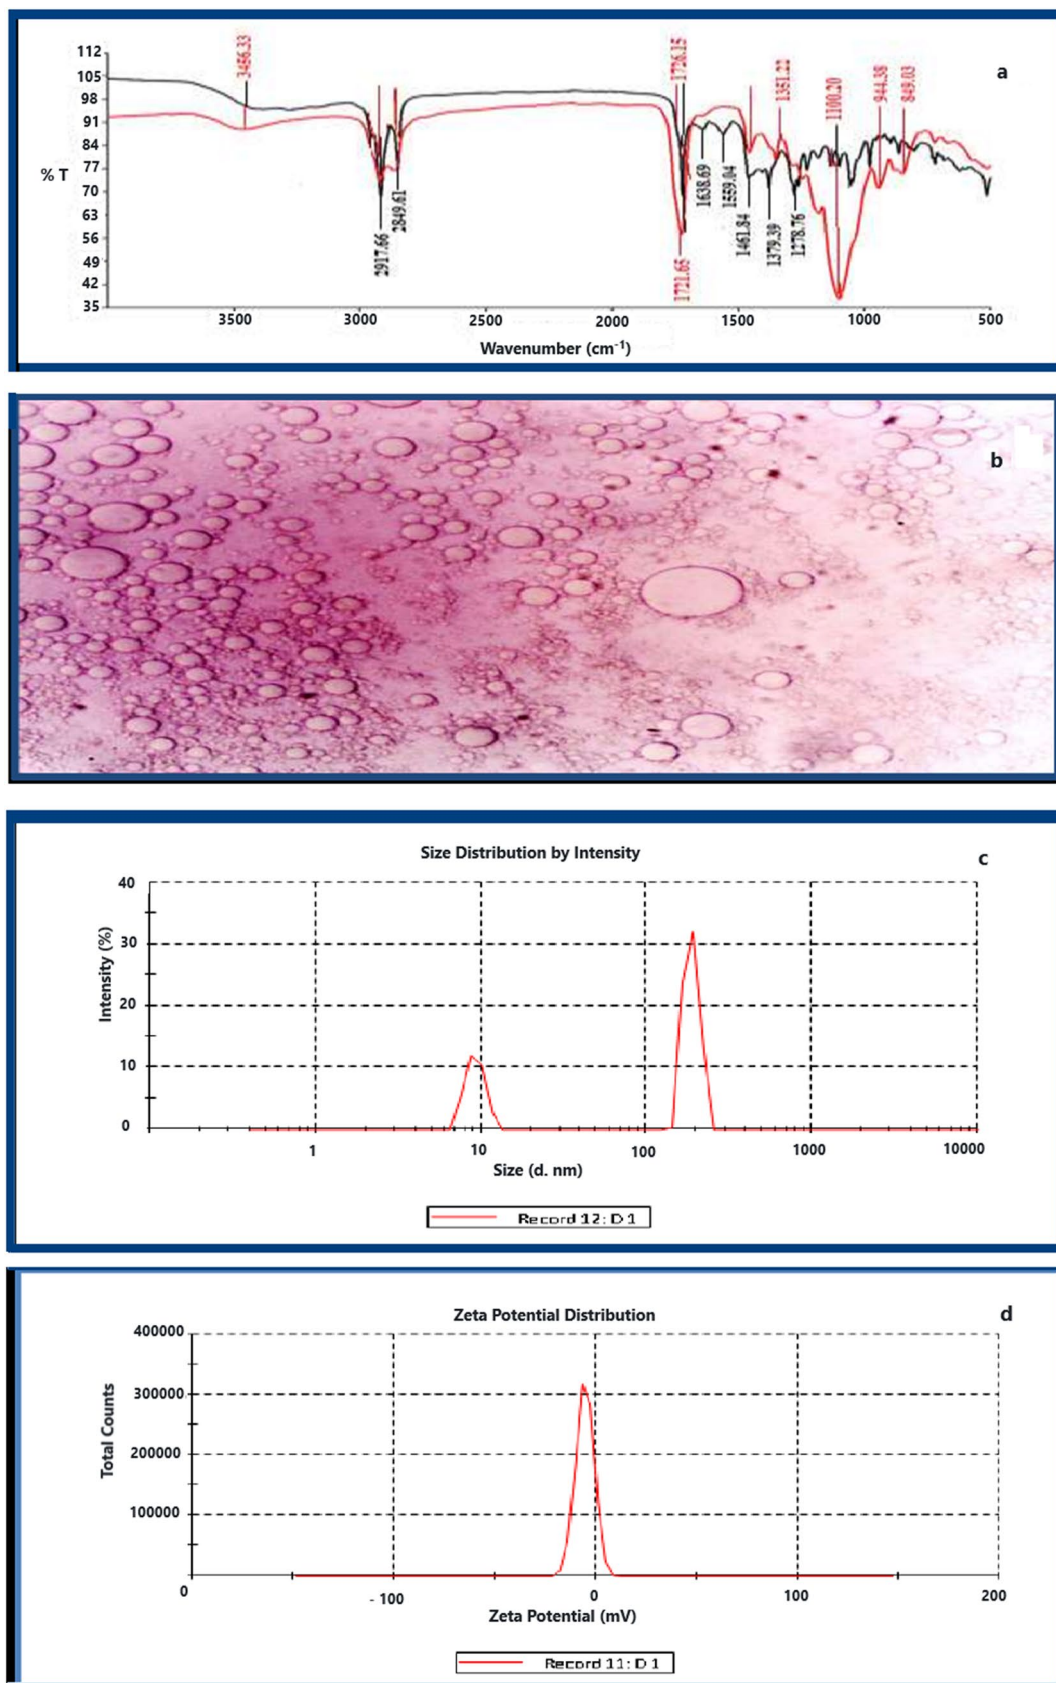 a
112
105
98
91
84
77
70
63
56
49
42
35
% T
3456.33
2917.66
2849.61
1726.15
1721.65
1638.69
1559.04
1461.84
1379.39
1351.22
1278.76
1100.20
944.38
849.03
3500 3000 2500 2000 1500 1000 500
Wavenumber (cm-1)
b
Size Distribution by Intensity
c
40
30
20
10
0
Intensity (%)
1 10 100 1000 10000
Size (d. nm)
Record 12: D 1
Zeta Potential Distribution
d
400000
300000
200000
100000
0
Total Counts
- 100 0 100 200
Zeta Potential (mV)
Record 11: D 1